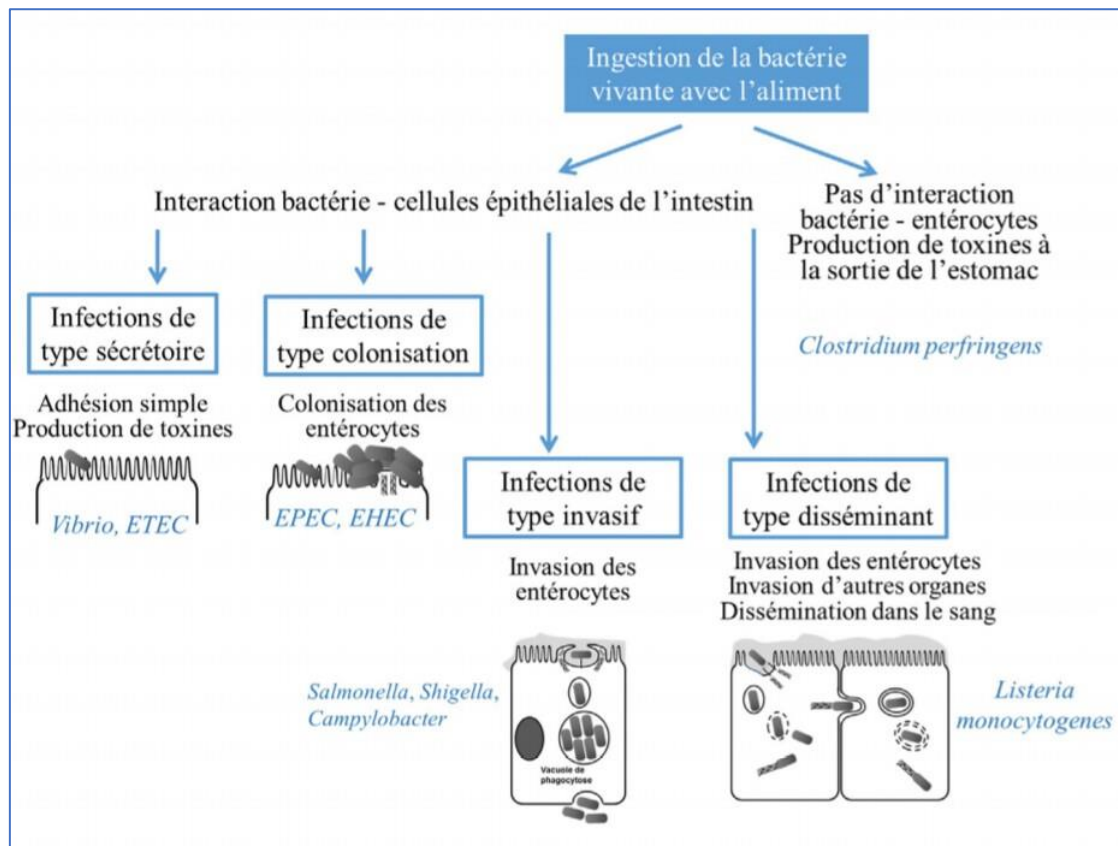 Ingestion de la bactérie
vivante avec l'aliment
Interaction bactérie - cellules épithéliales de l'intestin
Pas d'interaction
bactérie - entérocytes
Production de toxines à
la sortie de l'estomac
Clostridium perfringens
Infections de
type sécrétoire
Adhésion simple
Production de toxines
Vibrio, ETEC
Infections de
type colonisation
Colonisation des
entérocytes
EPEC, EHEC
Infections de
type invasif
Invasion des
entérocytes
Salmonella, Shigella,
Campylobacter
Vacuole de
phagocytose
Infections de
type disséminant
Invasion des entérocytes
Invasion d'autres organes
Dissémination dans le sang
Listeria
monocytogenes